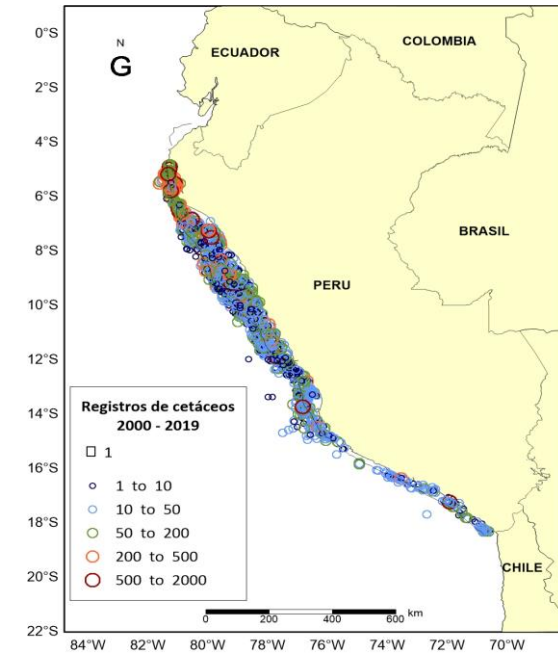 0°S
2°S
4°S
6°S
8°S
10°S
12°S
14°S
16°S
18°S
20°S
22°S
N
G
ECUADOR
COLOMBIA
BRASIL
PERU
CHILE
Registros de cetáceos
2000 - 2019
1
1 to 10
10 to 50
50 to 200
200 to 500
500 to 2000
0 200 400 600 km
84°W 82°W 80°W 78°W 76°W 74°W 72°W 70°W